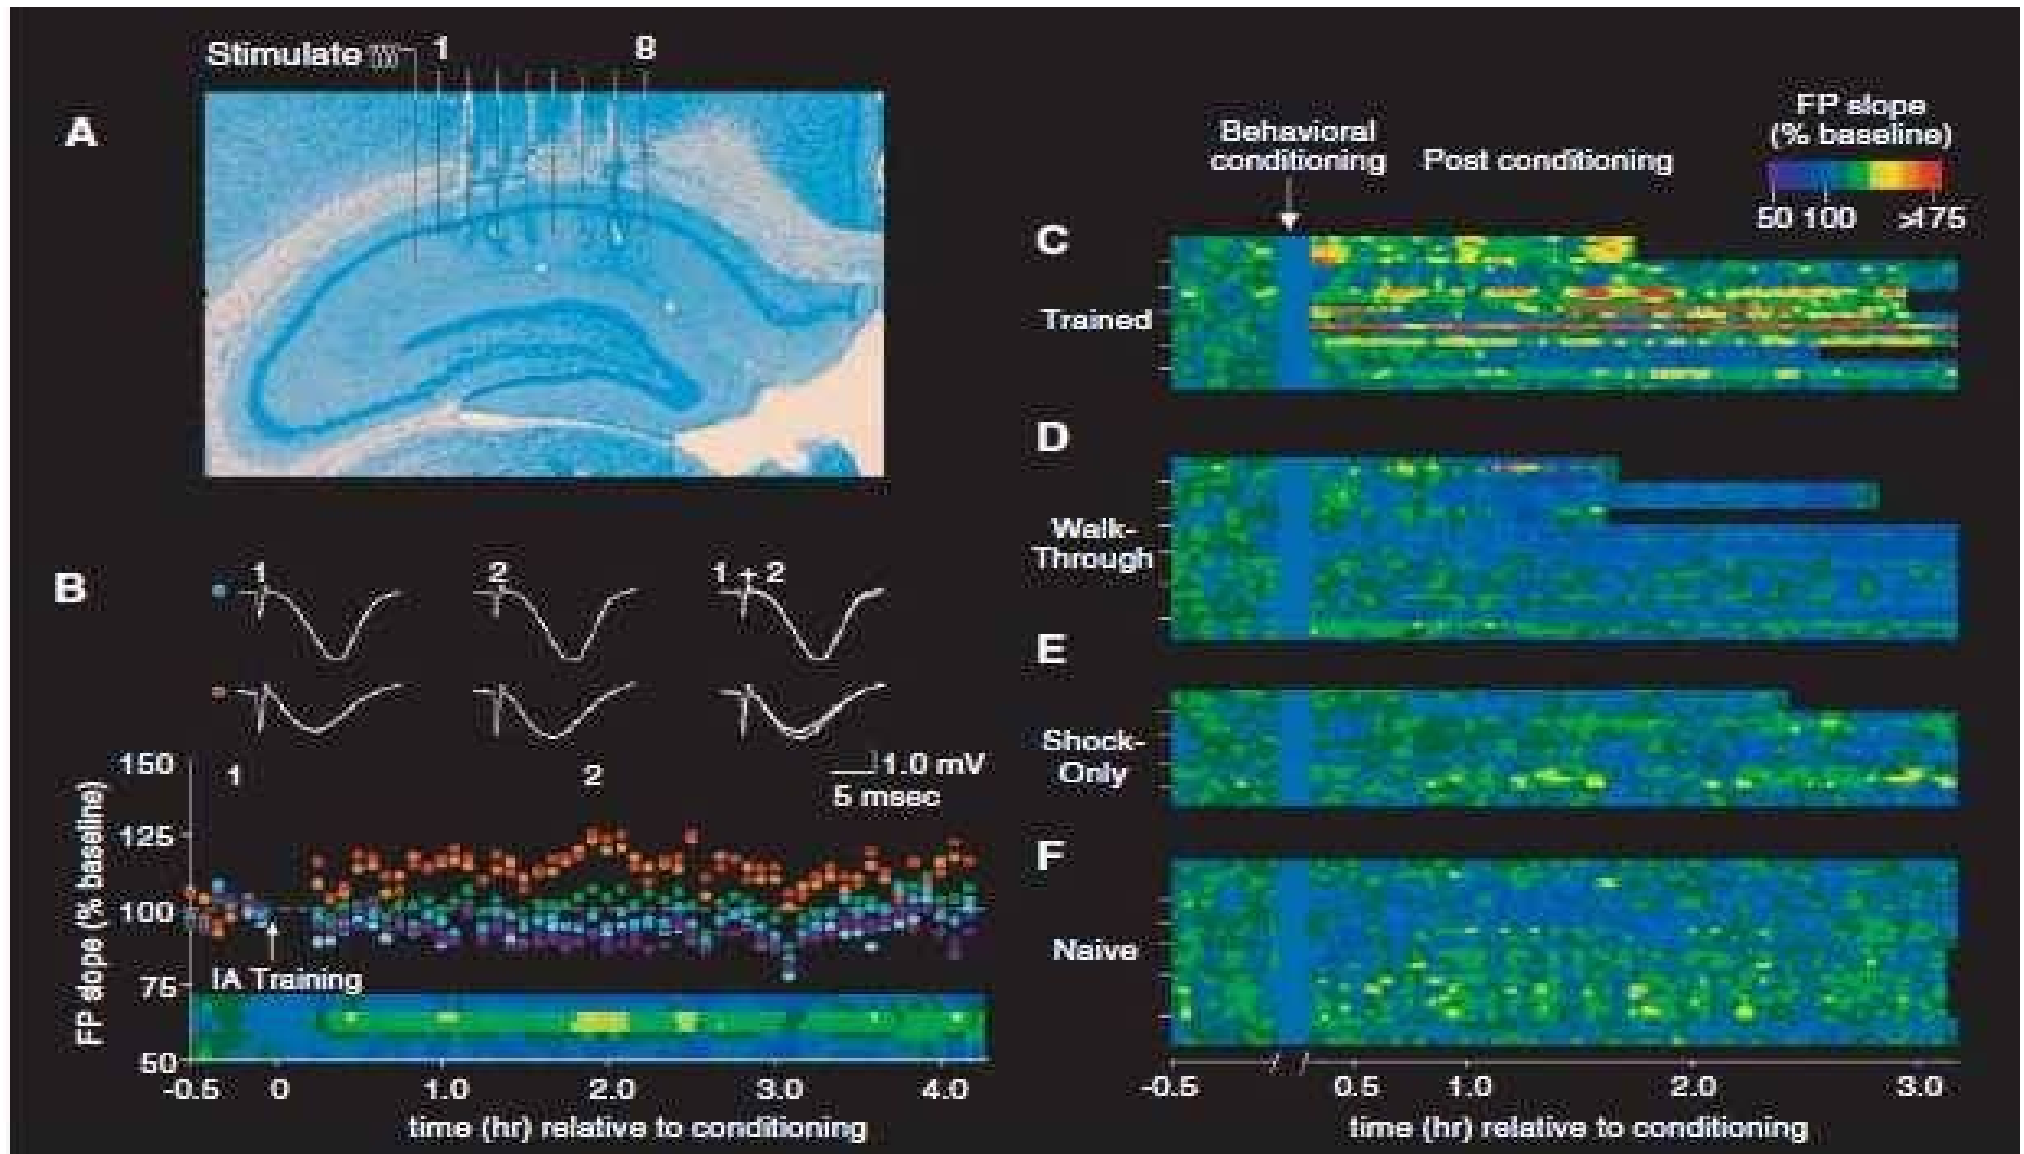 Stimulate
1
8
A
B
1
2
1 + 2
1.0 mV
5 msec
1
2
FP slope (% baseline)
150
125
100
75
50
IA Training
-0.5
0
1.0
2.0
3.0
4.0
time (hr) relative to conditioning
Behavioral
conditioning
Post conditioning
FP slope
(% baseline)
50
100
>175
C
Trained
D
Walk-
Through
E
Shock-
Only
F
Naive
-0.5
0.5
1.0
2.0
3.0
time (hr) relative to conditioning